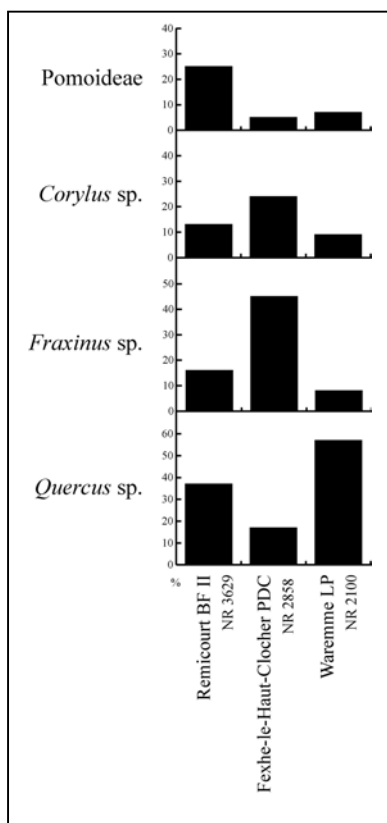 Pomoideae
40
30
20
10
0
Corylus sp.
40
30
20
10
0
Fraxinus sp.
50
40
30
20
10
0
Quercus sp.
60
50
40
30
20
10
0
%
Remicourt BF II
NR 3629
Fexhe-le-Haut-Clocher PDC
NR 2858
Waremme LP
NR 2100